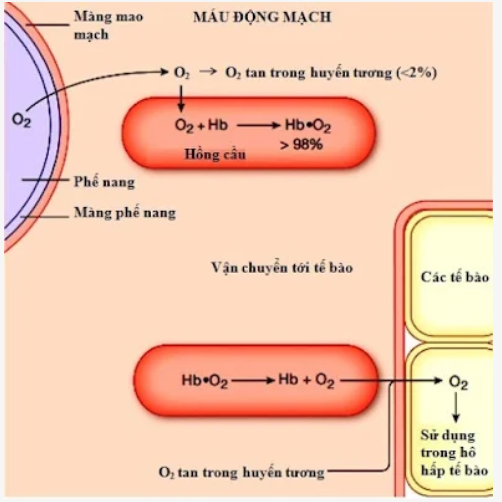 Màng mao mạch
MÁU ĐỘNG MẠCH
O₂ → O₂ tan trong huyến tương (<2%)
O₂
O₂ + Hb → Hb•O₂
> 98%
Hồng cầu
Phế nang
Màng phế nang
Vận chuyển tới tế bào
Các tế bào
Hb•O₂ → Hb + O₂
O₂
Sử dụng
trong hô
hấp tế bào
O₂ tan trong huyến tương